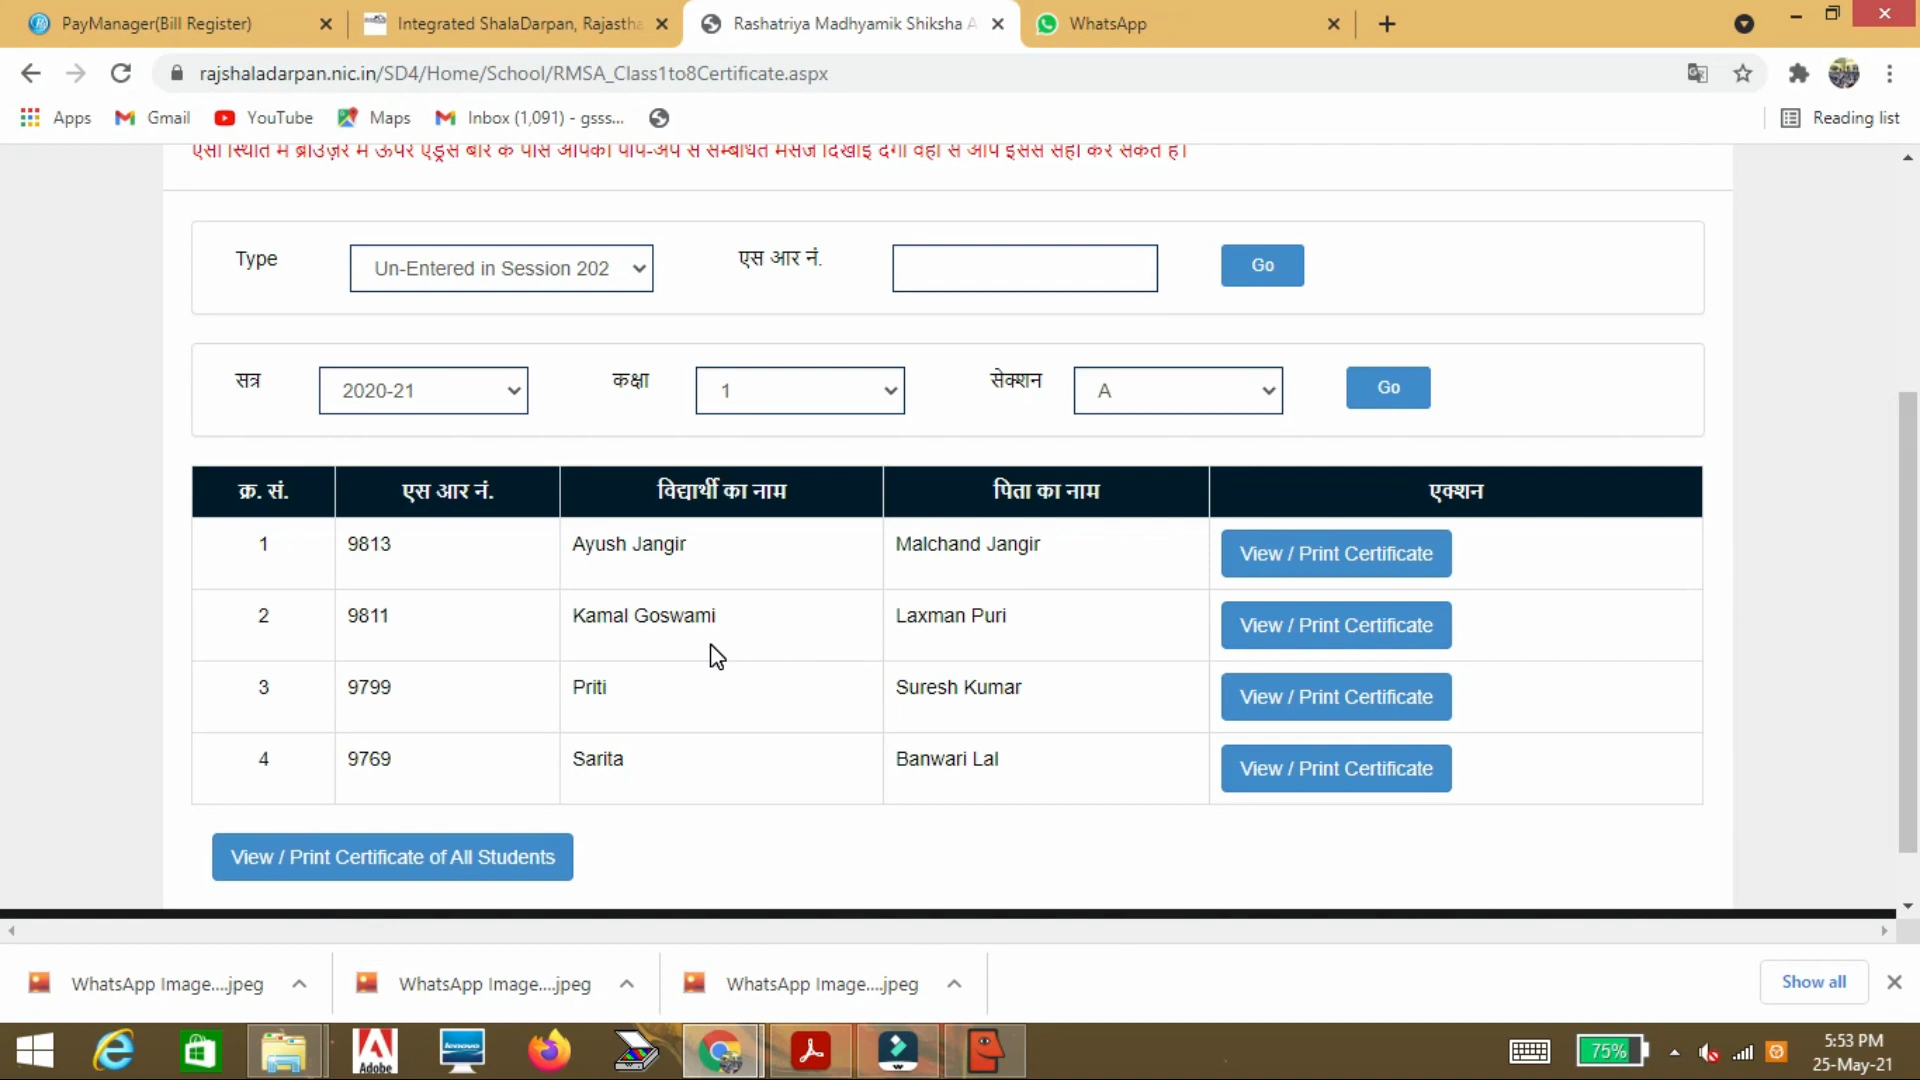 PayManager(Bill Register)
Integrated ShalaDarpan, Rajastha
Rashatriya Madhyamik Shiksha A
WhatsApp
rajshaladarpan.nic.in/SD4/Home/School/RMSA_Class1to8Certificate.aspx
Apps
Gmail
YouTube
Maps
Inbox (1,091) - gsss...
Reading list
Type
Un-Entered in Session 202
एस आर नं.
Go
सत्र
2020-21
कक्षा
1
सेक्शन
A
Go
क्र. सं. एस आर नं. विद्यार्थी का नाम पिता का नाम एक्शन
1 9813 Ayush Jangir Malchand Jangir View / Print Certificate
2 9811 Kamal Goswami Laxman Puri View / Print Certificate
3 9799 Priti Suresh Kumar View / Print Certificate
4 9769 Sarita Banwari Lal View / Print Certificate
View / Print Certificate of All Students
WhatsApp Image....jpeg
WhatsApp Image....jpeg
WhatsApp Image....jpeg
Show all
Adobe
lenovo
75%
5:53 PM
25-May-21